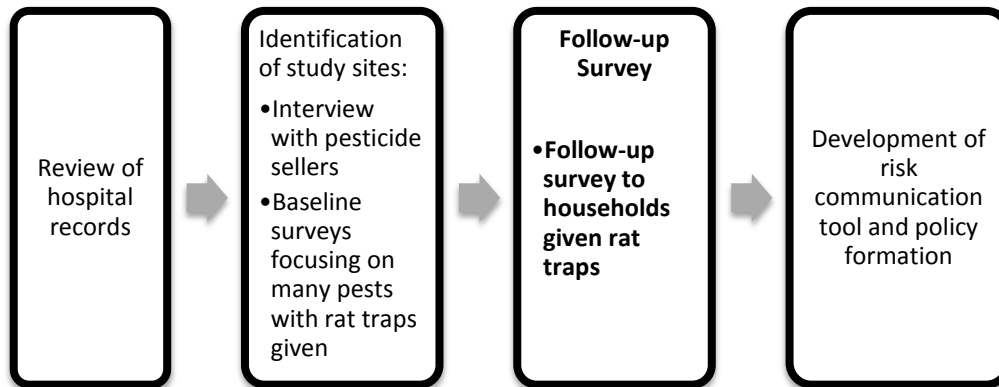 Review of
hospital
records
Identification
of study sites:
•Interview
with pesticide
sellers
•Baseline
surveys
focusing on
many pests
with rat traps
given
Follow-up
Survey
•Follow-up
survey to
households
given rat
traps
Development of
risk
communication
tool and policy
formation